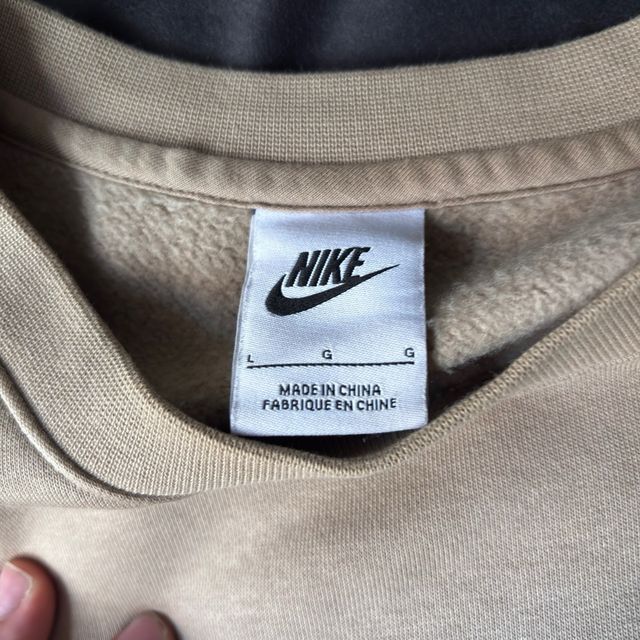 NIKE
L G G
MADE IN CHINA
FABRIQUE EN CHINE